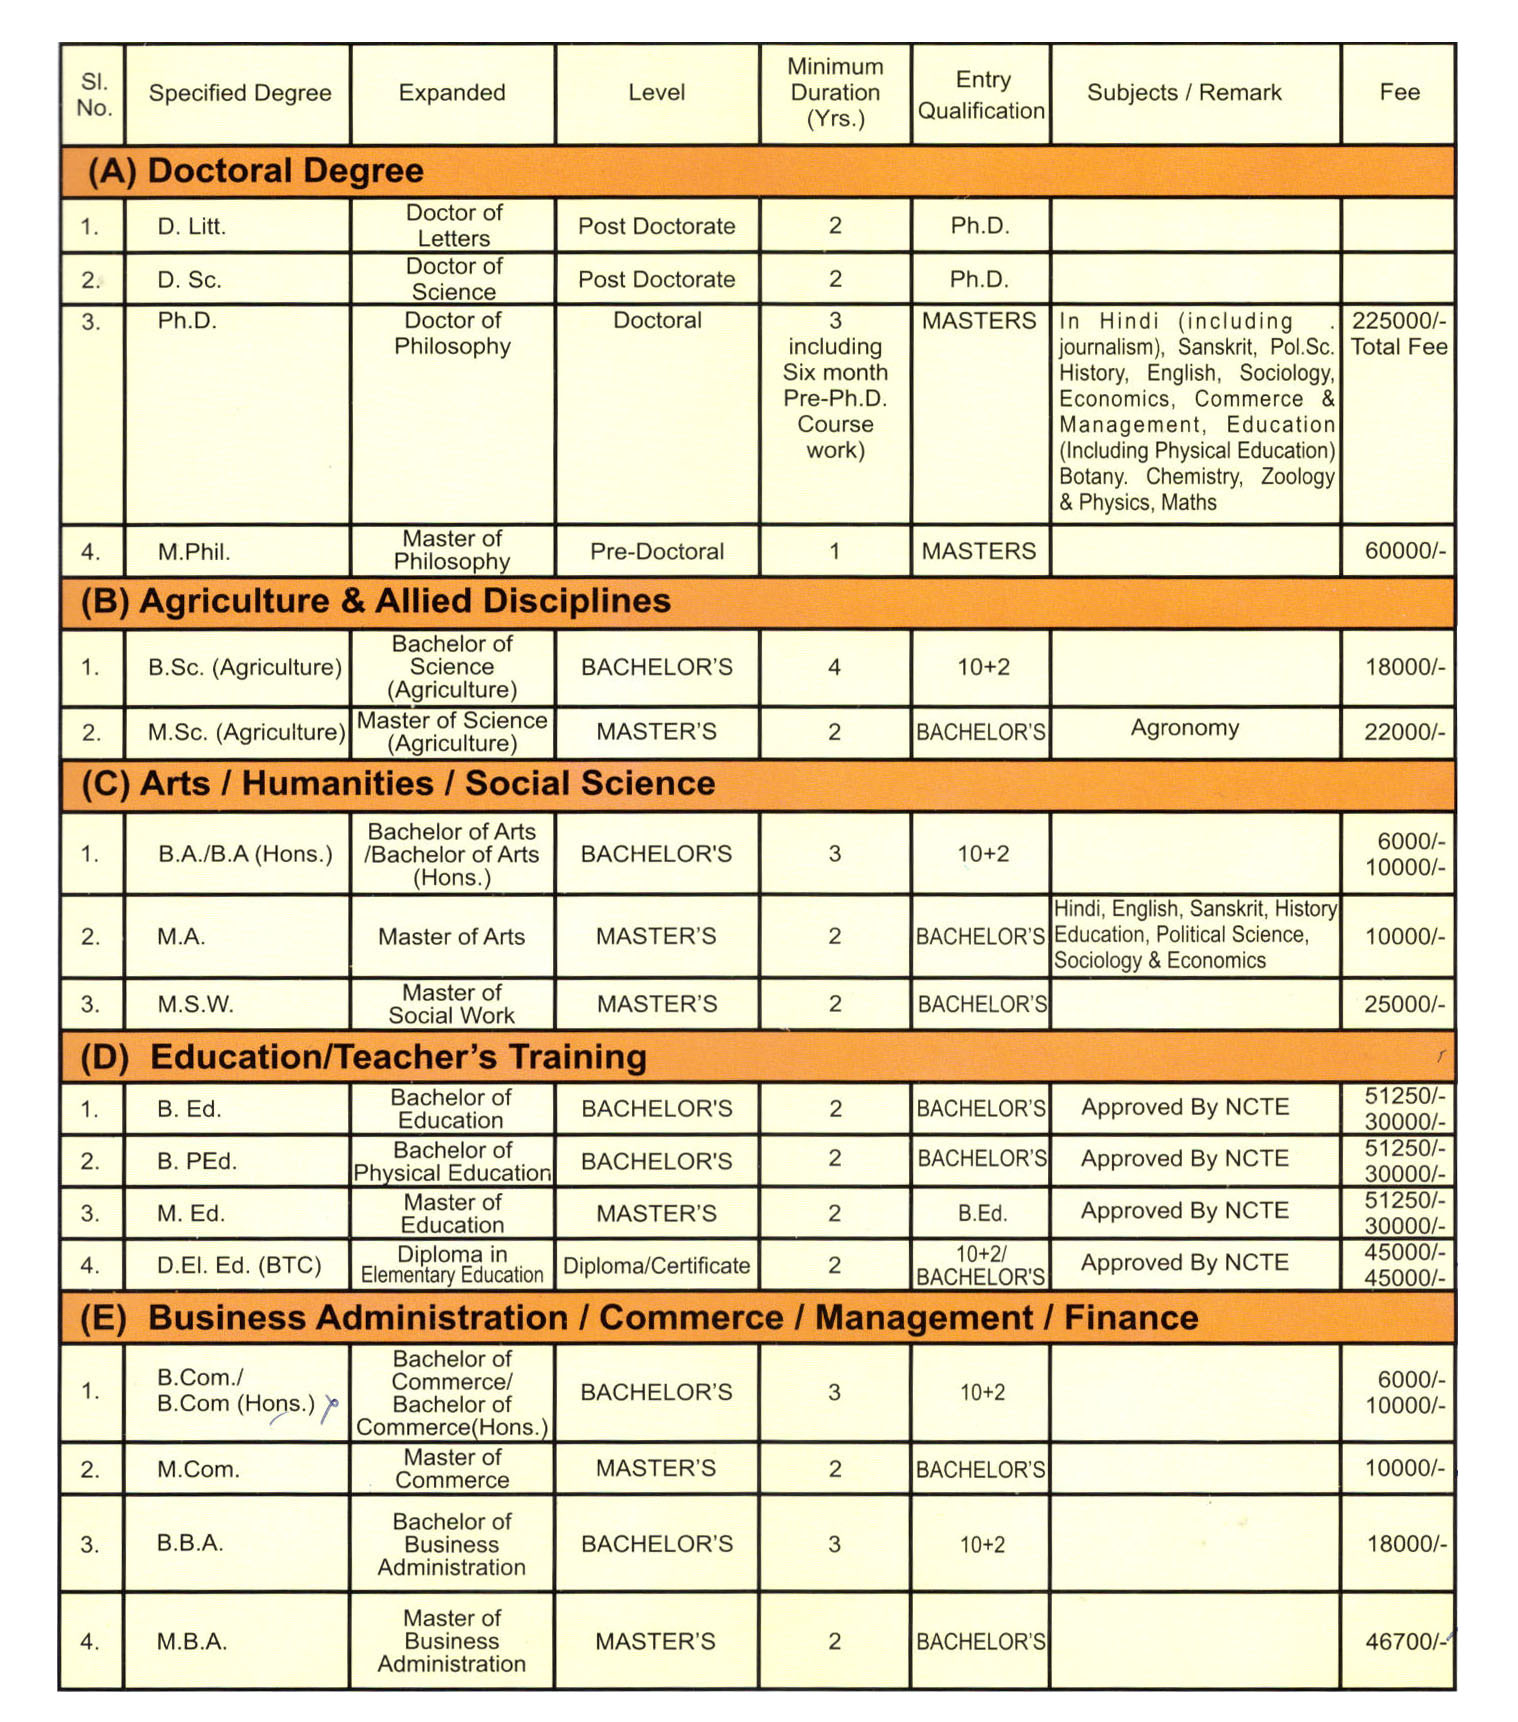 Sl.
No.
Specified Degree
Expanded
Level
Minimum
Duration
(Yrs.)
Entry
Qualification
Subjects / Remark
Fee
(A) Doctoral Degree
1.
D. Litt.
Doctor of
Letters
Post Doctorate
2
Ph.D.
2.
D. Sc.
Doctor of
Science
Post Doctorate
2
Ph.D.
3.
Ph.D.
Doctor of
Philosophy
Doctoral
3
including
Six month
Pre-Ph.D.
Course
work)
MASTERS
In Hindi (including .
journalism), Sanskrit, Pol.Sc.
History, English, Sociology,
Economics, Commerce &
Management, Education
(Including Physical Education)
Botany. Chemistry, Zoology
& Physics, Maths
225000/-
Total Fee
4.
M.Phil.
Master of
Philosophy
Pre-Doctoral
1
MASTERS
60000/-
(B) Agriculture & Allied Disciplines
1.
B.Sc. (Agriculture)
Bachelor of
Science
(Agriculture)
BACHELOR'S
4
10+2
18000/-
2.
M.Sc. (Agriculture)
Master of Science
(Agriculture)
MASTER'S
2
BACHELOR'S
Agronomy
22000/-
(C) Arts / Humanities / Social Science
1.
B.A./B.A (Hons.)
Bachelor of Arts
/Bachelor of Arts
(Hons.)
BACHELOR'S
3
10+2
6000/-
10000/-
2.
M.A.
Master of Arts
MASTER'S
2
BACHELOR'S
Hindi, English, Sanskrit, History
Education, Political Science,
Sociology & Economics
10000/-
3.
M.S.W.
Master of
Social Work
MASTER'S
2
BACHELOR'S
25000/-
(D) Education/Teacher's Training
1.
B. Ed.
Bachelor of
Education
BACHELOR'S
2
BACHELOR'S
Approved By NCTE
51250/-
30000/-
2.
B. PEd.
Bachelor of
Physical Education
BACHELOR'S
2
BACHELOR'S
Approved By NCTE
51250/-
30000/-
3.
M. Ed.
Master of
Education
MASTER'S
2
B.Ed.
Approved By NCTE
51250/-
30000/-
4.
D.El. Ed. (BTC)
Diploma in
Elementary Education
Diploma/Certificate
2
10+2/
BACHELOR'S
Approved By NCTE
45000/-
45000/-
(E) Business Administration / Commerce / Management / Finance
1.
B.Com./
B.Com (Hons.)
Bachelor of
Commerce/
Bachelor of
Commerce(Hons.)
BACHELOR'S
3
10+2
6000/-
10000/-
2.
M.Com.
Master of
Commerce
MASTER'S
2
BACHELOR'S
10000/-
3.
B.B.A.
Bachelor of
Business
Administration
BACHELOR'S
3
10+2
18000/-
4.
M.B.A.
Master of
Business
Administration
MASTER'S
2
BACHELOR'S
46700/-